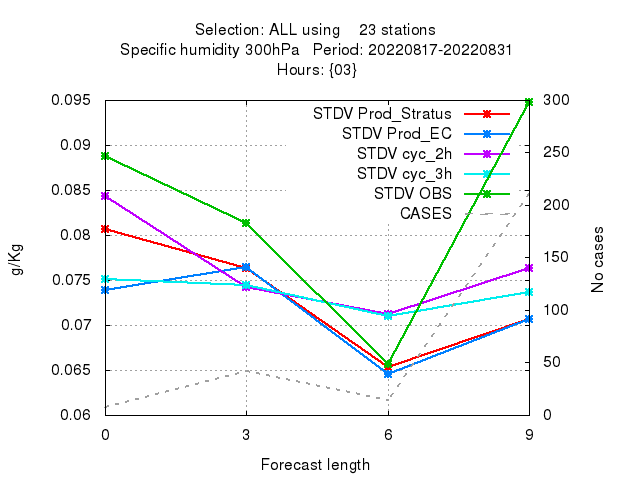 Selection: ALL using 23 stations
Specific humidity 300hPa Period: 20220817-20220831
Hours: {03}
0.095
0.09
0.085
0.08
0.075
0.07
0.065
0.06
300
250
200
150
100
50
0
STDV Prod_Stratus
STDV Prod_EC
STDV cyc_2h
STDV cyc_3h
STDV OBS
CASES
g/Kg
No cases
0 3 6 9
Forecast length